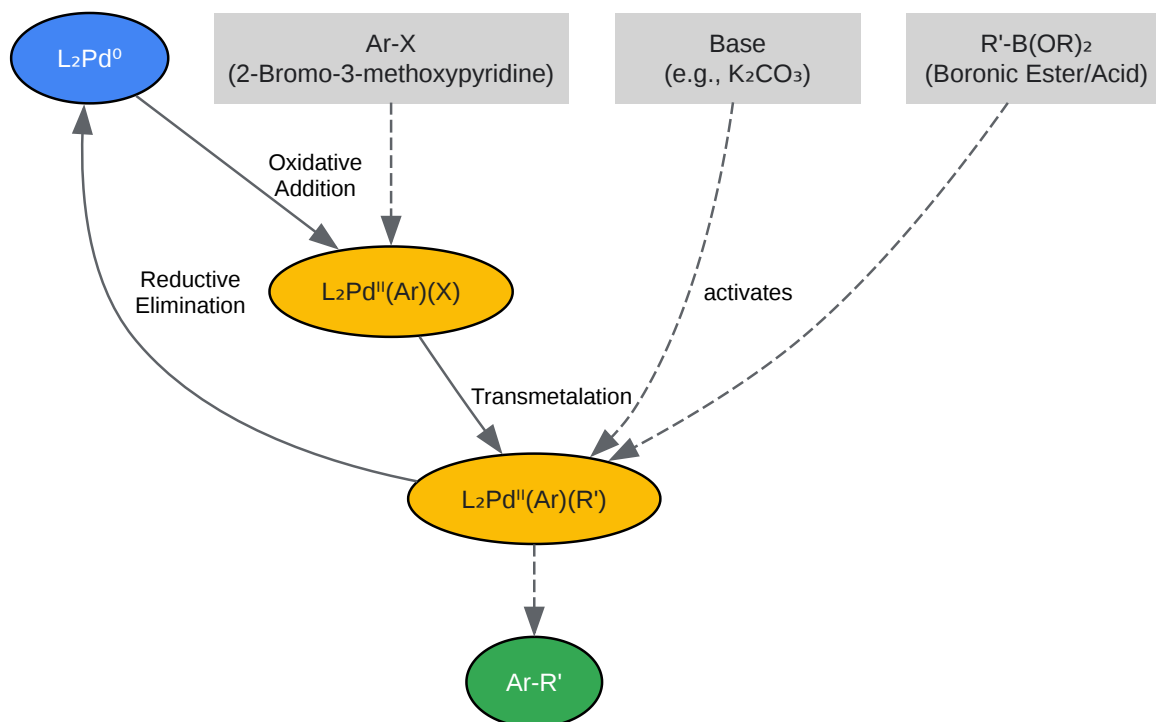 L₂Pd⁰
Ar-X
(2-Bromo-3-methoxypyridine)
Base
(e.g., K₂CO₃)
R'-B(OR)₂
(Boronic Ester/Acid)
Oxidative
Addition
Reductive
Elimination
L₂Pdᴵᴵ(Ar)(X)
activates
Transmetalation
L₂Pdᴵᴵ(Ar)(R')
Ar-R'